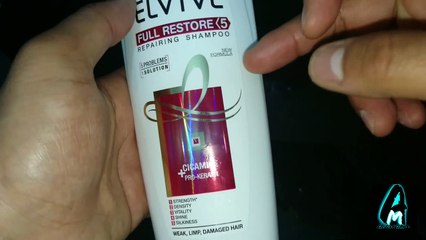 ELVIVE
FULL RESTORE 5
REPAIRING SHAMPOO
5 PROBLEMS
1 SOLUTION
NEW
FORMULA
+PRO-KERATIN
STRENGTH*
DENSITY
VITALITY
SHINE
SILKINESS
WEAK, LIMP, DAMAGED HAIR
M